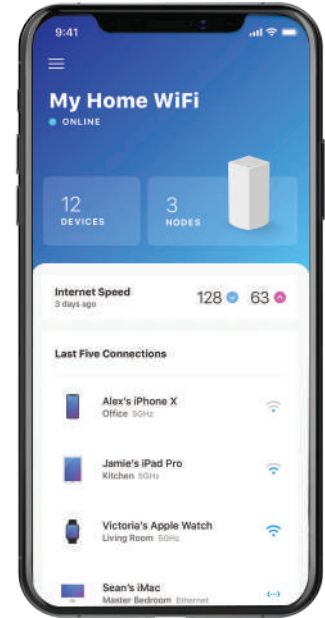 9:41
My Home WiFi
ONLINE
12
DEVICES
3
NODES
Internet Speed
3 days ago
128
63
Last Five Connections
Alex's iPhone X
Office 5GHz
Jamie's iPad Pro
Kitchen 5GHz
Victoria's Apple Watch
Living Room 5GHz
Sean's iMac
Master Bedroom Ethernet